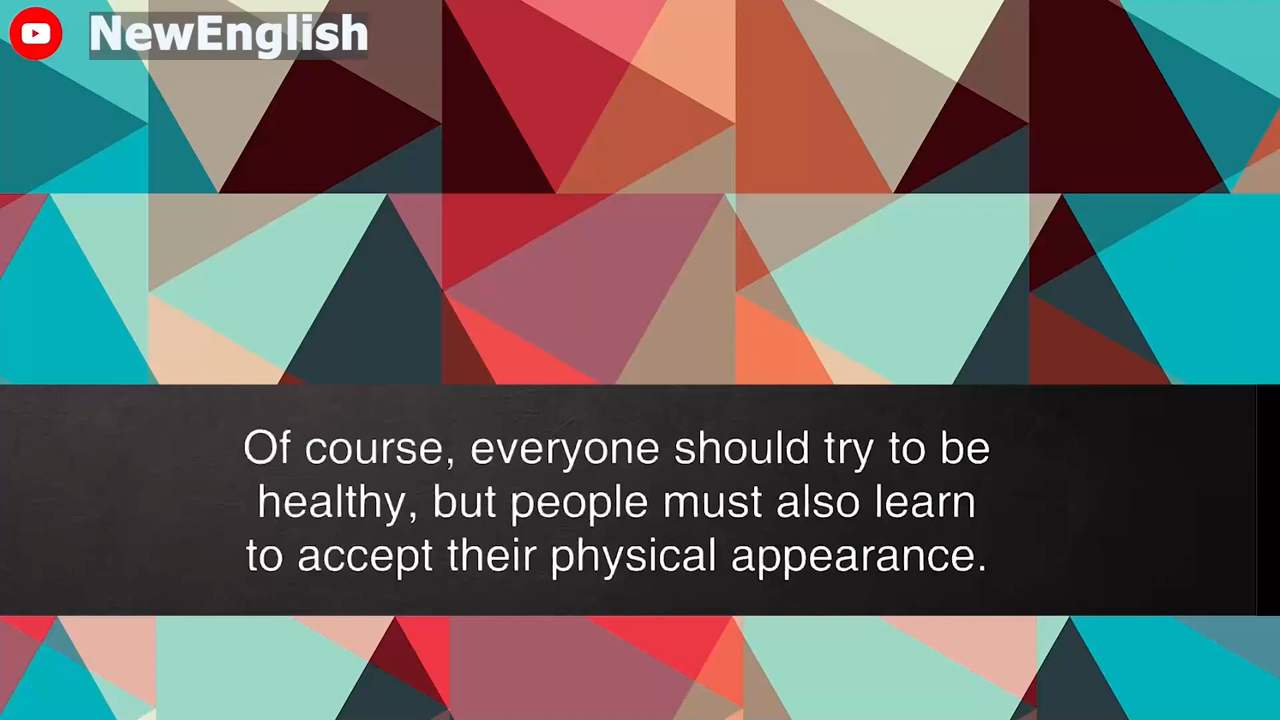 NewEnglish
Of course, everyone should try to be
healthy, but people must also learn
to accept their physical appearance.